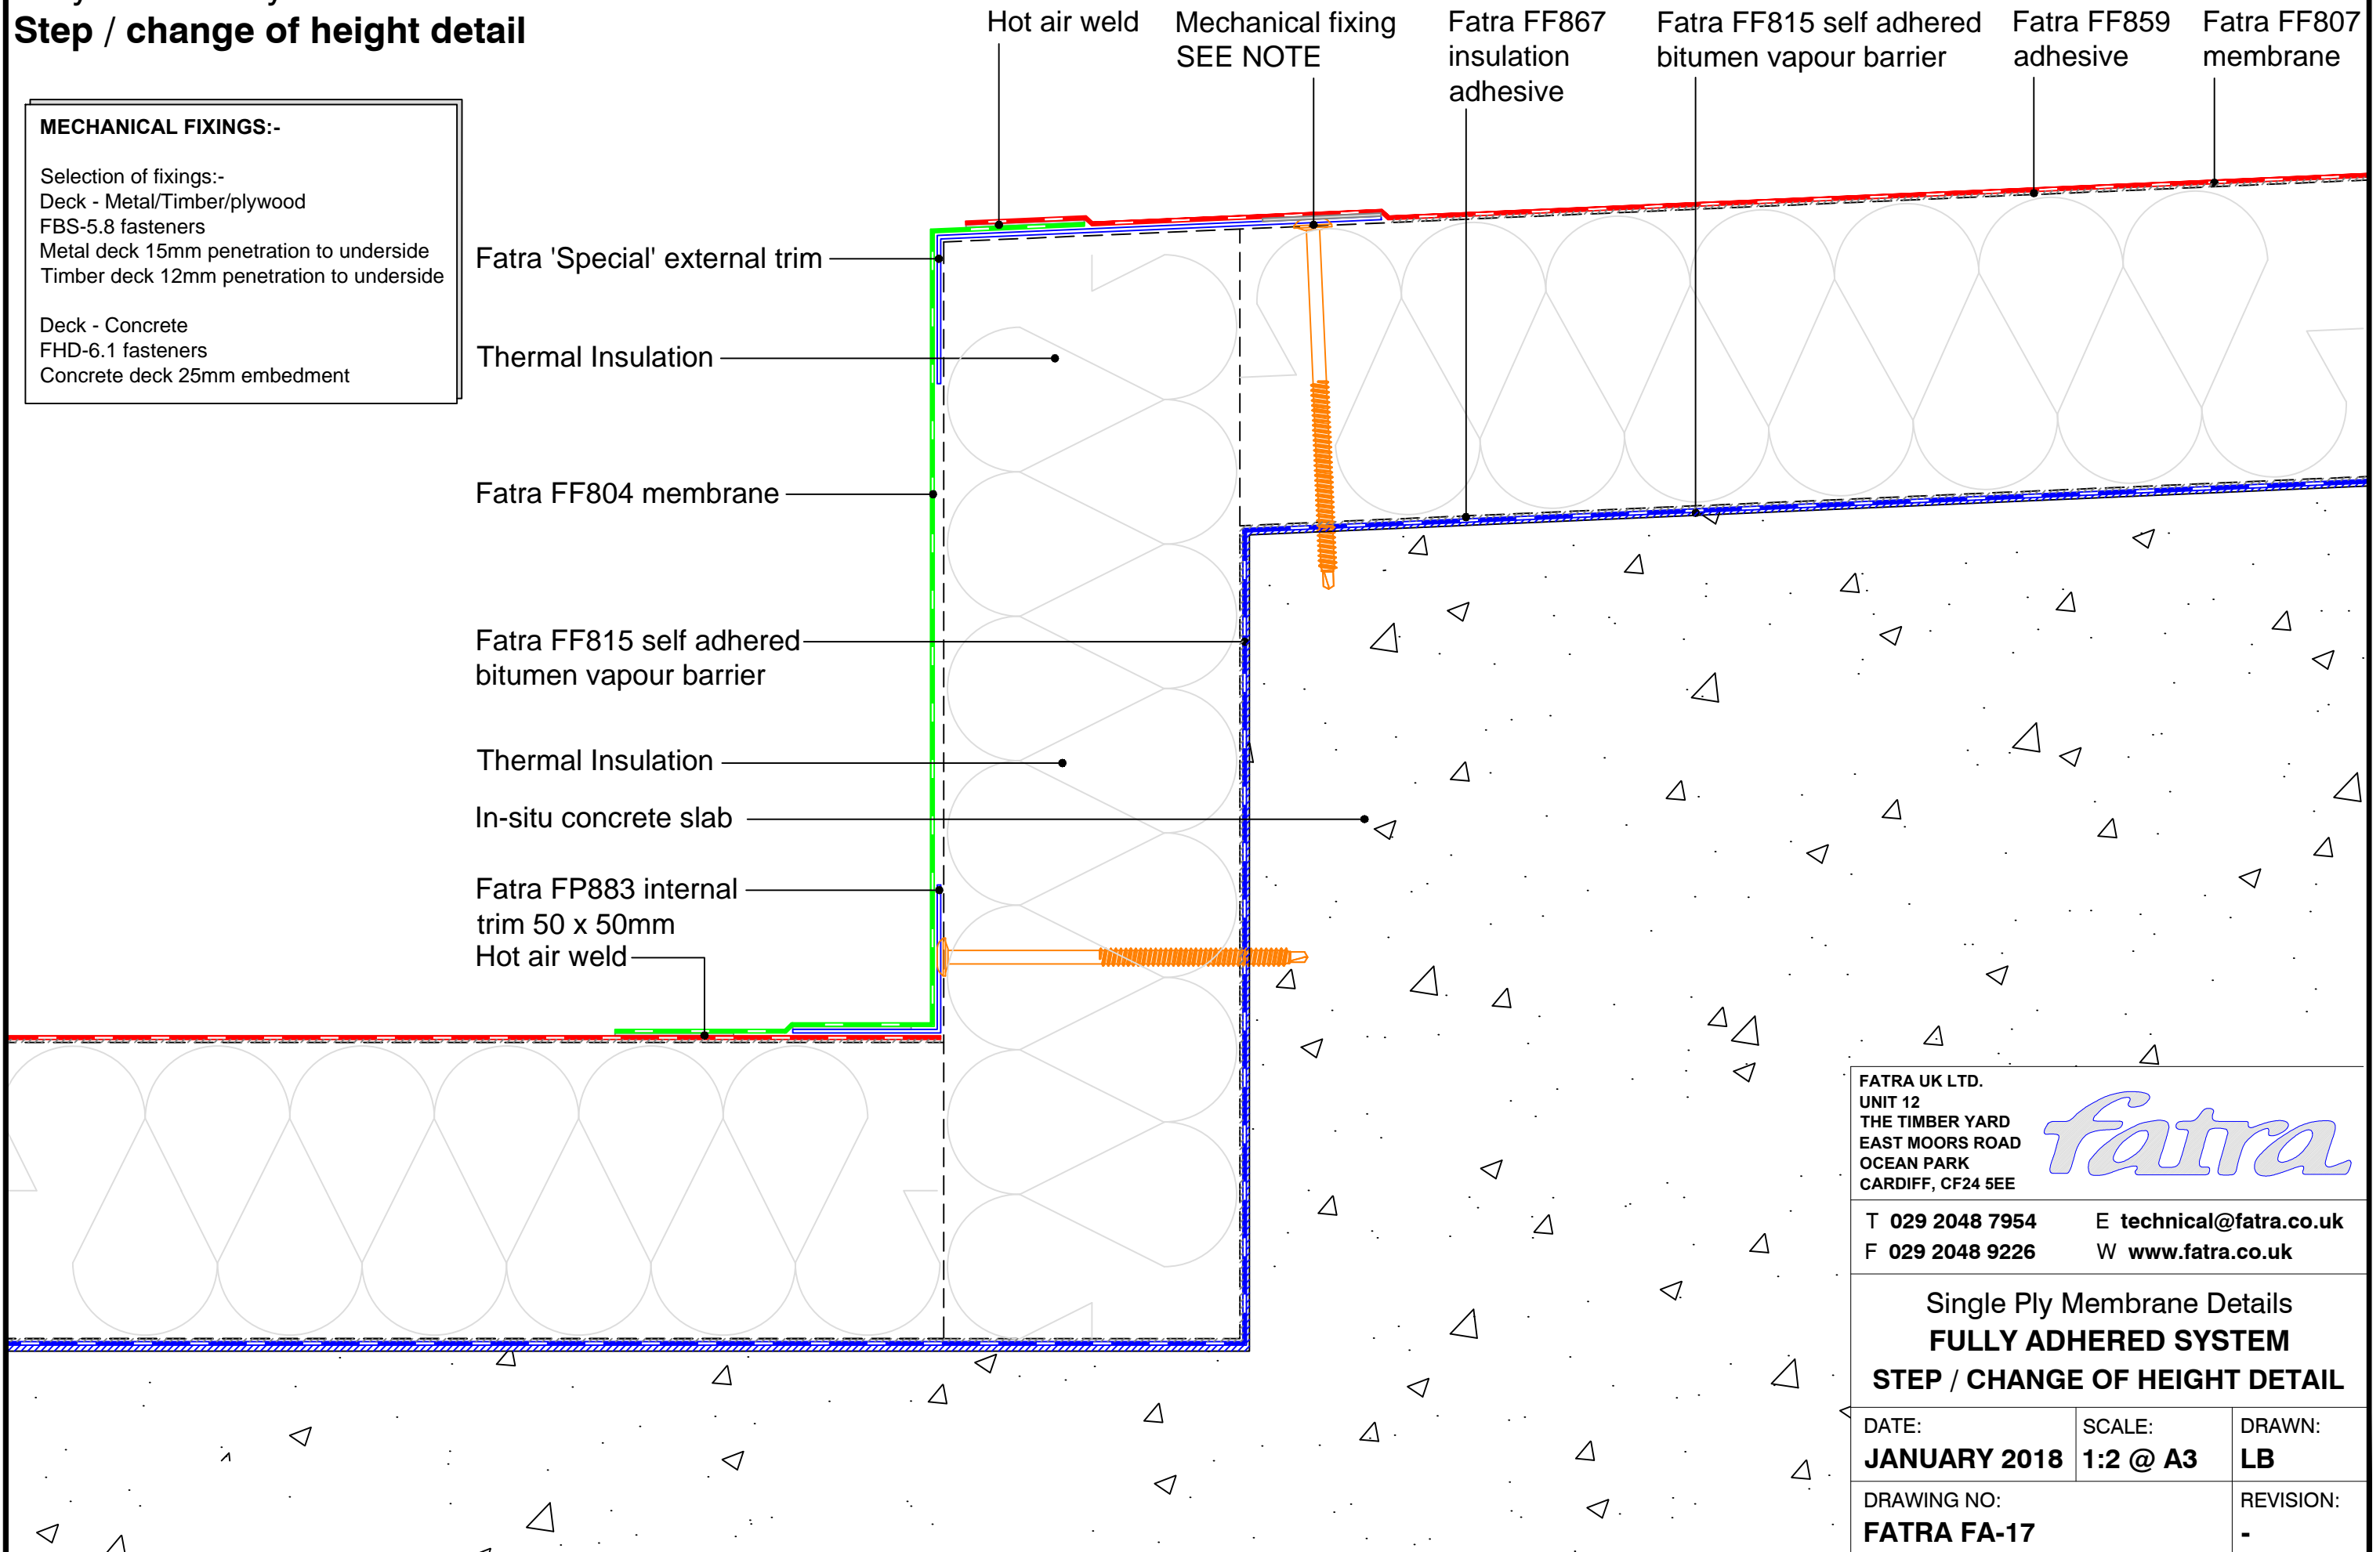 Step / change of height detail
MECHANICAL FIXINGS:-
Selection of fixings:-
Deck - Metal/Timber/plywood
FBS-5.8 fasteners
Metal deck 15mm penetration to underside
Timber deck 12mm penetration to underside
Deck - Concrete
FHD-6.1 fasteners
Concrete deck 25mm embedment
Hot air weld
Mechanical fixing
SEE NOTE
Fatra FF867
insulation
adhesive
Fatra FF815 self adhered
bitumen vapour barrier
Fatra FF859
adhesive
Fatra FF807
membrane
Fatra 'Special' external trim
Thermal Insulation
Fatra FF804 membrane
Fatra FF815 self adhered
bitumen vapour barrier
Thermal Insulation
In-situ concrete slab
Fatra FP883 internal
trim 50 x 50mm
Hot air weld
FATRA UK LTD.
UNIT 12
THE TIMBER YARD
EAST MOORS ROAD
OCEAN PARK
CARDIFF, CF24 5EE
fatra
T 029 2048 7954
E technical@fatra.co.uk
F 029 2048 9226
W www.fatra.co.uk
Single Ply Membrane Details
FULLY ADHERED SYSTEM
STEP / CHANGE OF HEIGHT DETAIL
DATE:
JANUARY 2018
SCALE:
1:2 @ A3
DRAWN:
LB
DRAWING NO:
FATRA FA-17
REVISION:
-